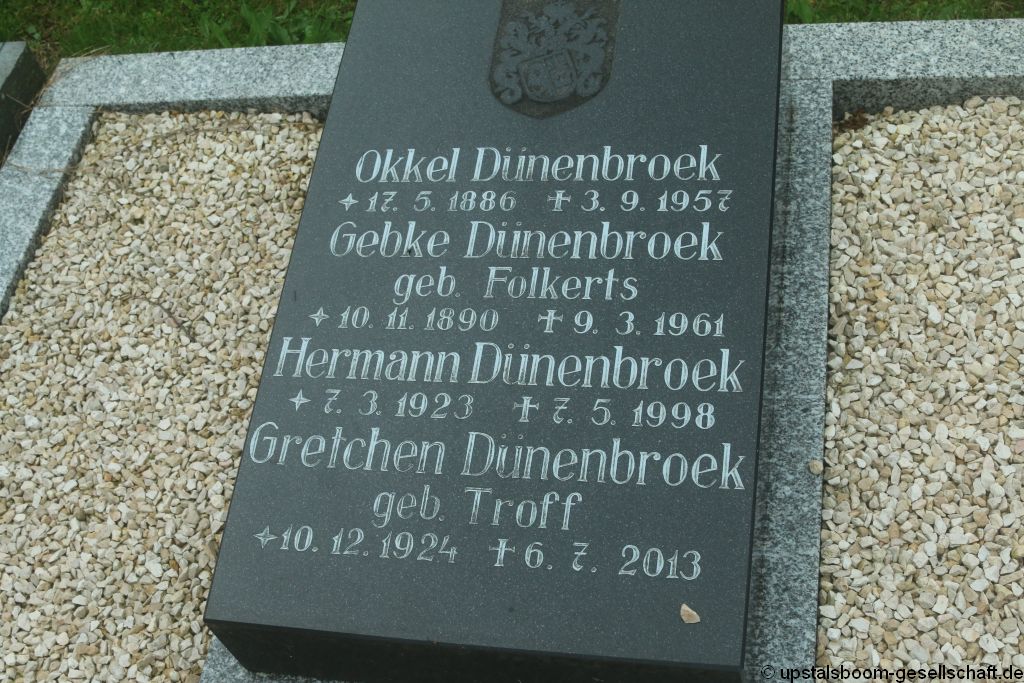 Okkel Dünenbroek
✧ 17. 5. 1886 ✝ 3. 9. 1957
Gebke Dünenbroek
geb. Folkerts
✧ 10. 11. 1890 ✝ 9. 3. 1961
Hermann Dünenbroek
✧ 7. 3. 1923 ✝ 7. 5. 1998
Gretchen Dünenbroek
geb. Troff
✧ 10. 12. 1924 ✝ 6. 7. 2013
© upstalsboom-gesellschaft.de